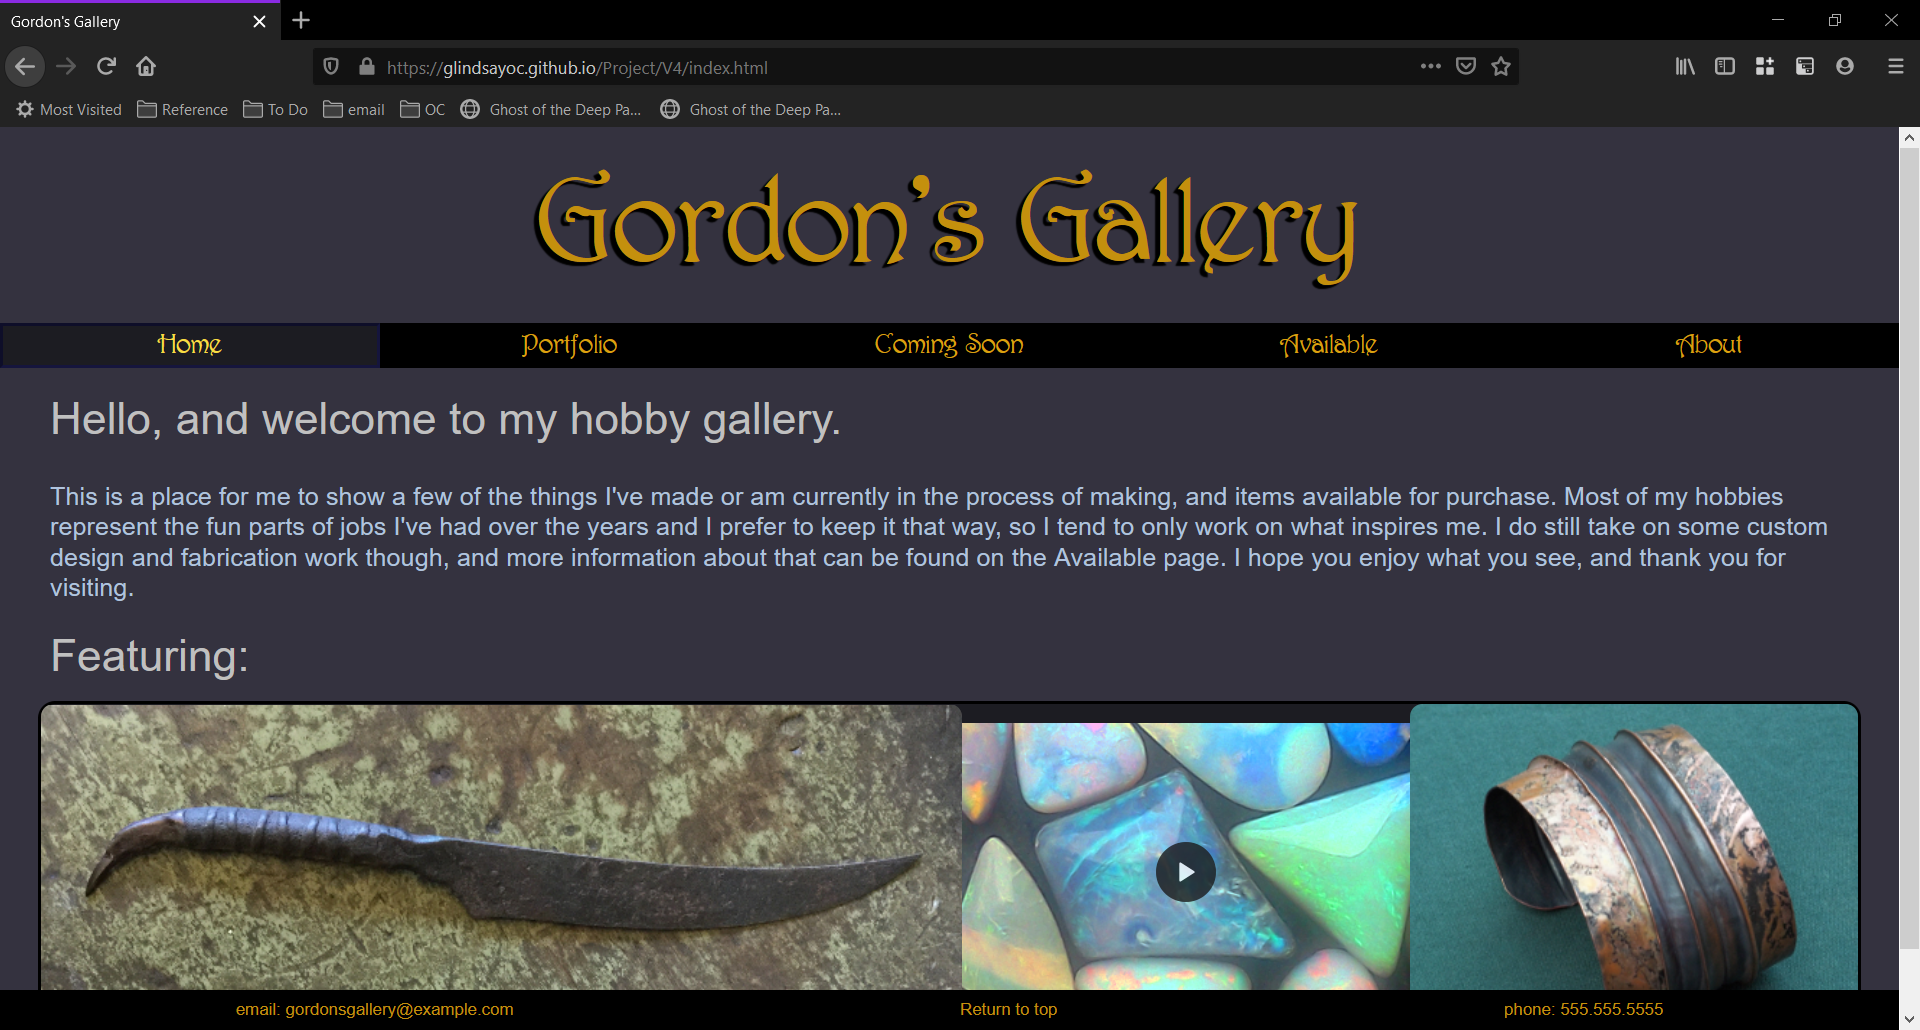 Gordon's Gallery
https://glindsayoc.github.io/Project/V4/index.html
Most Visited Reference To Do email OC Ghost of the Deep Pa... Ghost of the Deep Pa...
Gordon's Gallery
Home Portfolio Coming Soon Available About
Hello, and welcome to my hobby gallery.
This is a place for me to show a few of the things I've made or am currently in the process of making, and items available for purchase. Most of my hobbies
represent the fun parts of jobs I've had over the years and I prefer to keep it that way, so I tend to only work on what inspires me. I do still take on some custom
design and fabrication work though, and more information about that can be found on the Available page. I hope you enjoy what you see, and thank you for
visiting.
Featuring:
email: gordonsgallery@example.com Return to top phone: 555.555.5555